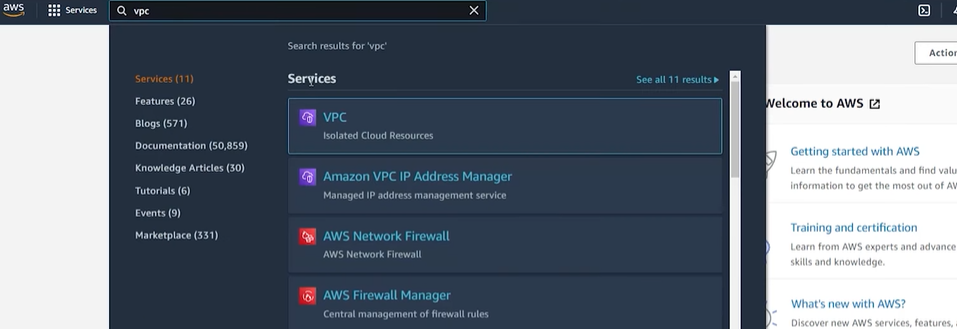 aws
Services
vpc
Search results for 'vpc'
Services (11)
Features (26)
Blogs (571)
Documentation (50,859)
Knowledge Articles (30)
Tutorials (6)
Events (9)
Marketplace (331)
Services
See all 11 results
VPC
Isolated Cloud Resources
Amazon VPC IP Address Manager
Managed IP address management service
AWS Network Firewall
AWS Network Firewall
AWS Firewall Manager
Central management of firewall rules
Welcome to AWS
Getting started with AWS
Learn the fundamentals and find
information to get the most out of
Training and certification
Learn from AWS experts and advance
skills and knowledge.
What's new with AWS?
Discover new AWS services, features,